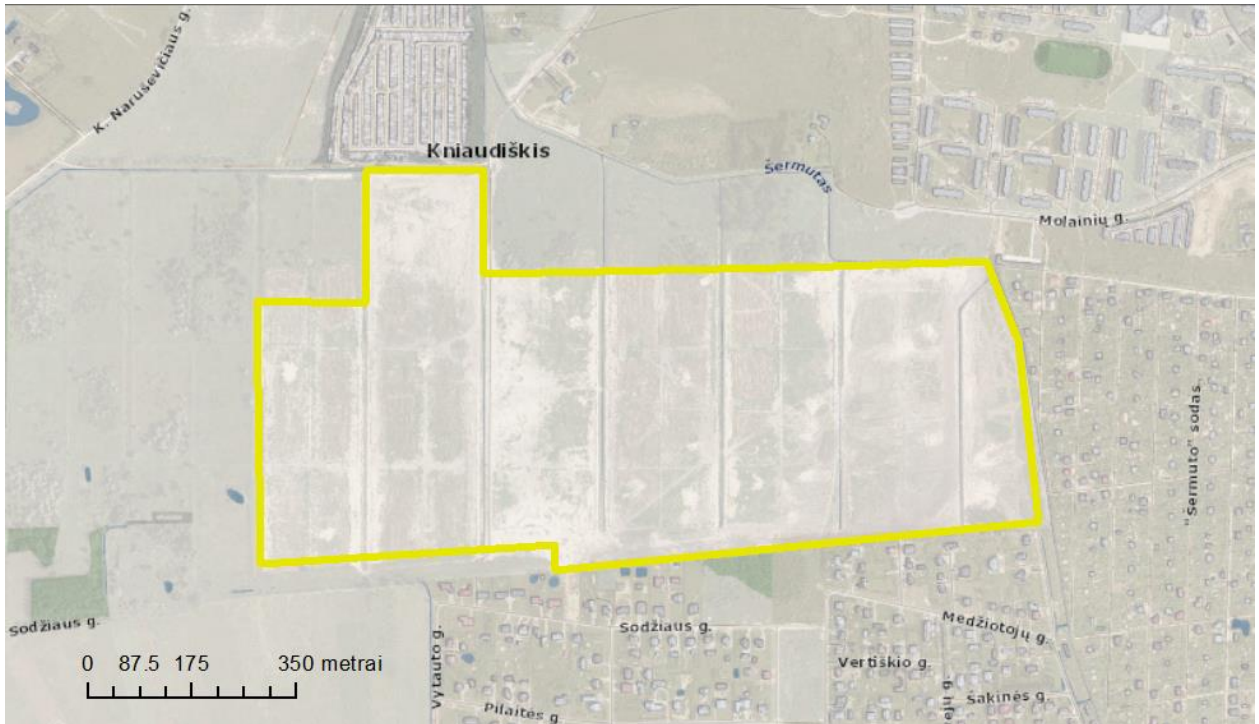 K. Naruševičiaus g.
Kniaudiškis
Šermutas
Molainių g.
"Šermuto" sodas
Sodžiaus g.
Sodžiaus g.
Medžiotojų g.
Vytauto g.
Vertiškio g.
Šakinės g.
ejų g.
Pilaitės g.
0 87.5 175 350 metrai